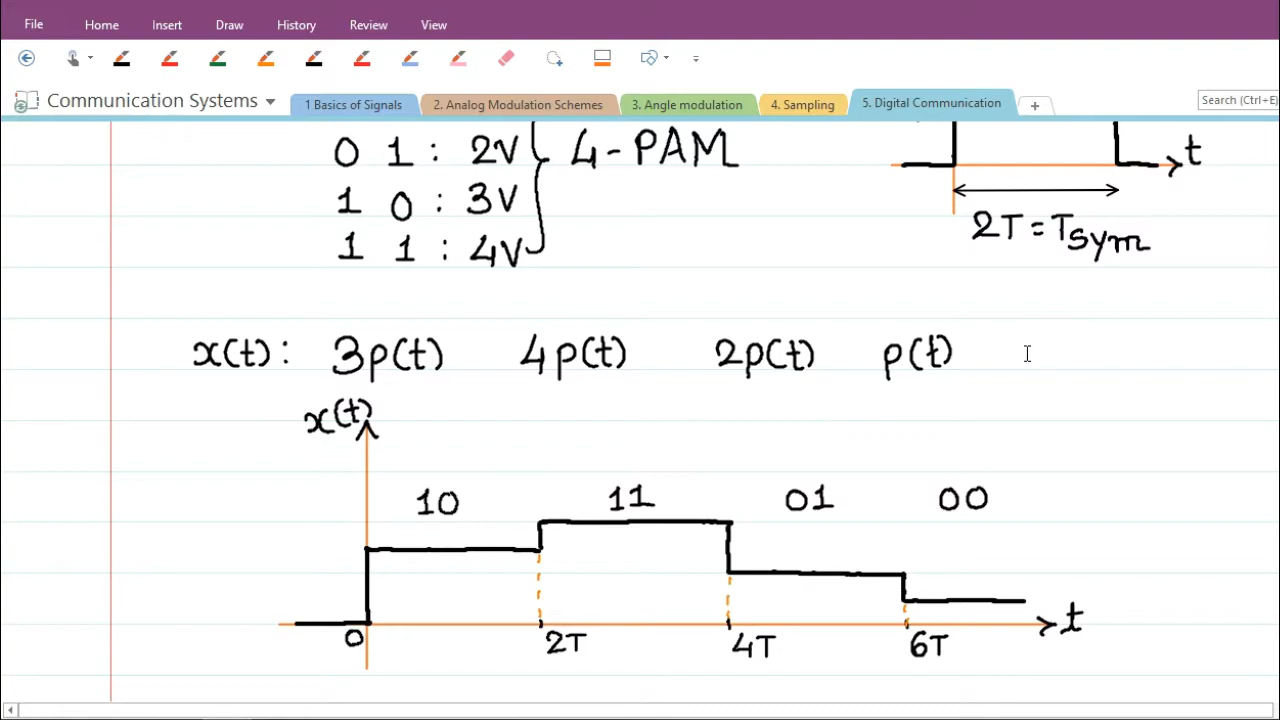 File Home Insert Draw History Review View
Communication Systems 1 Basics of Signals 2. Analog Modulation Schemes 3. Angle modulation 4. Sampling 5. Digital Communication + Search (Ctrl+E)
0 1 : 2V
1 0 : 3V
1 1 : 4V
4-PAM
t
2T = Tsym
x(t) : 3p(t) 4p(t) 2p(t) p(t)
x(t)
10 11 01 00
0 2T 4T 6T t